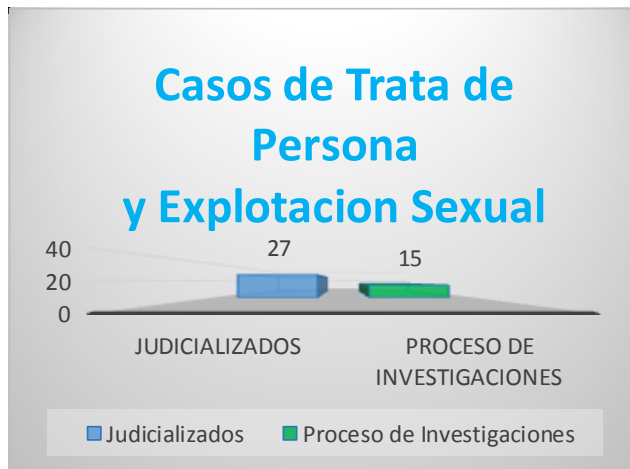 Casos de Trata de
Persona
y Explotacion Sexual
40
20
0
27
15
JUDICIALIZADOS
PROCESO DE
INVESTIGACIONES
Judicializados
Proceso de Investigaciones